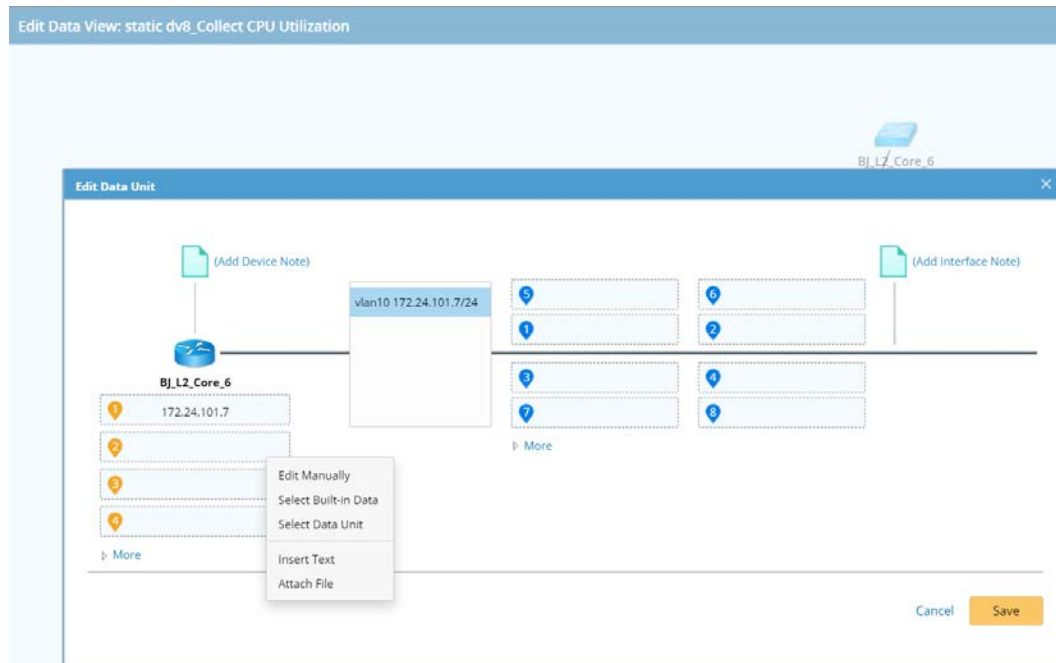 Edit Data View: static dv8_Collect CPU Utilization
BJ_L2_Core_6
Edit Data Unit
(Add Device Note)
(Add Interface Note)
vlan10 172.24.101.7/24
5
6
1
2
BJ_L2_Core_6
3
4
1 172.24.101.7
7
8
2
More
3
4
More
Edit Manually
Select Built-in Data
Select Data Unit
Insert Text
Attach File
Cancel
Save